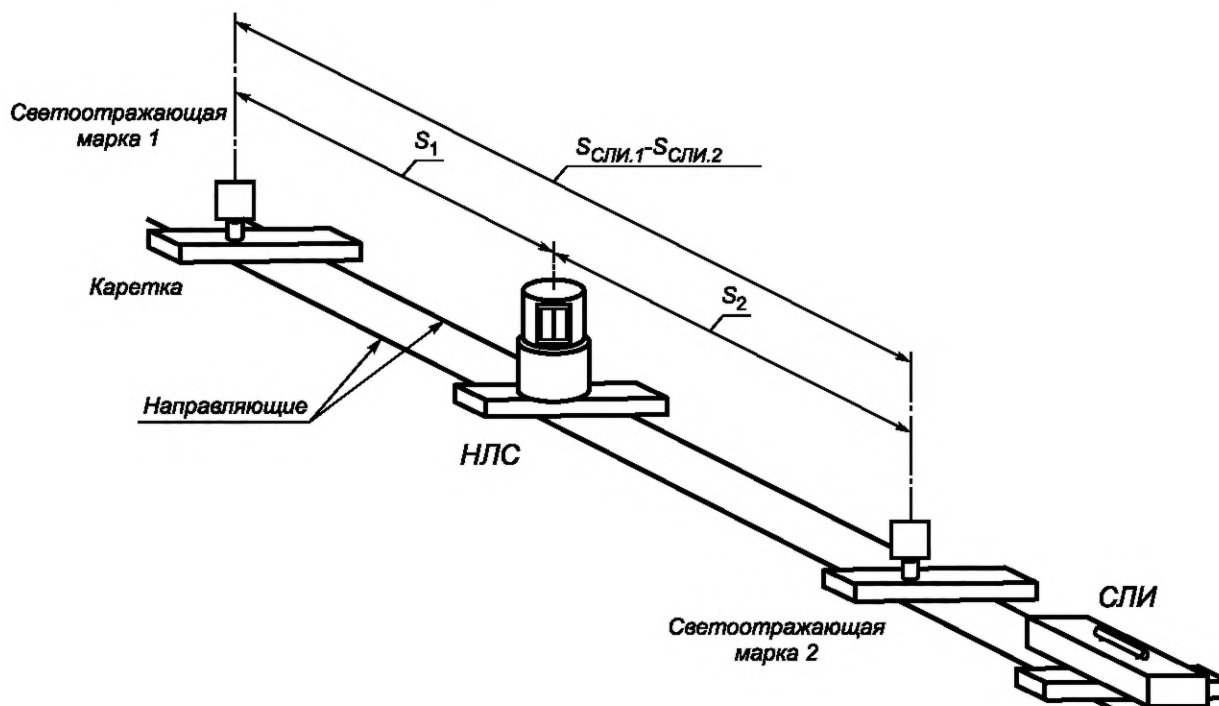 Светоотражающая
марка 1
S1
SСЛИ.1-SСЛИ.2
Каретка
S2
Направляющие
НЛС
СЛИ
Светоотражающая
марка 2